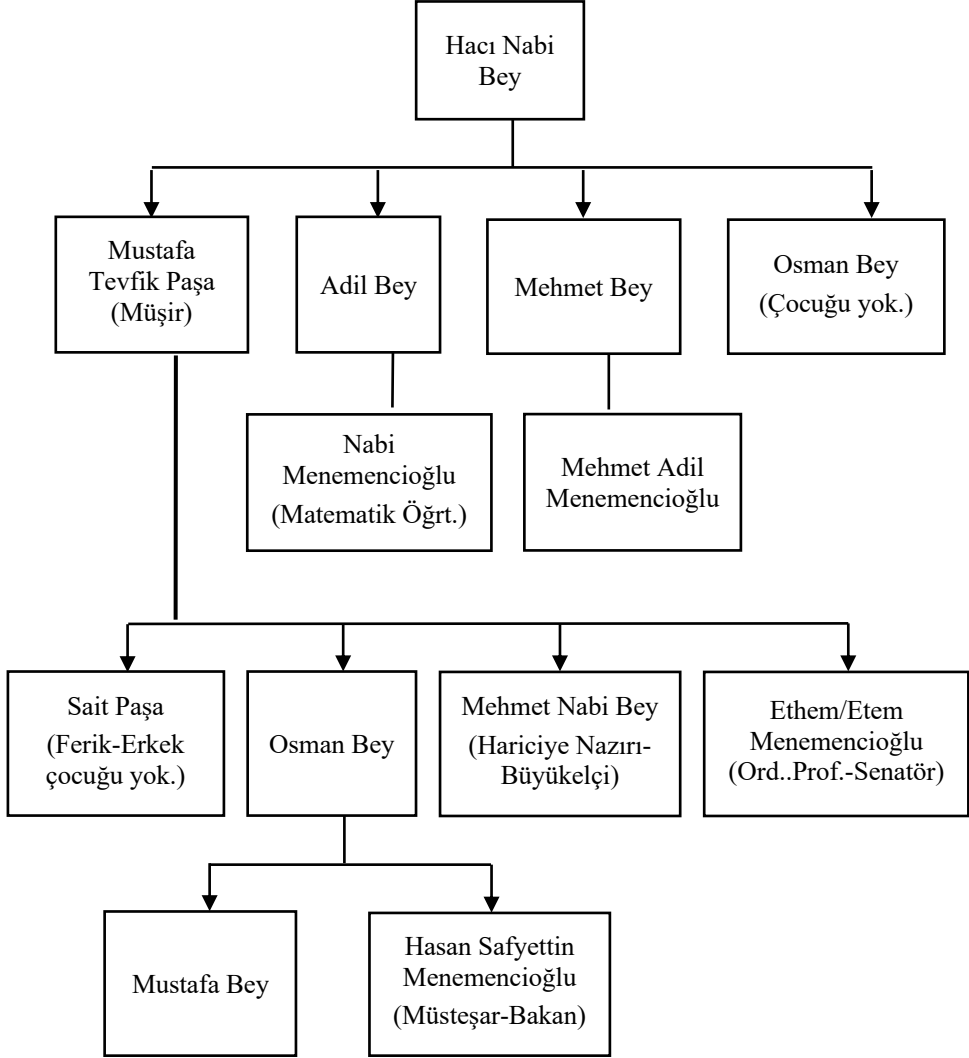 Hacı Nabi
Bey
Mustafa
Tevfik Paşa
(Müşir)
Adil Bey
Mehmet Bey
Osman Bey
(Çocuğu yok.)
Nabi
Menemencioğlu
(Matematik Öğrt.)
Mehmet Adil
Menemencioğlu
Sait Paşa
(Ferik-Erkek
çocuğu yok.)
Osman Bey
Mehmet Nabi Bey
(Hariciye Nazırı-
Büyükelçi)
Ethem/Etem
Menemencioğlu
(Ord..Prof.-Senatör)
Mustafa Bey
Hasan Safyettin
Menemencioğlu
(Müsteşar-Bakan)